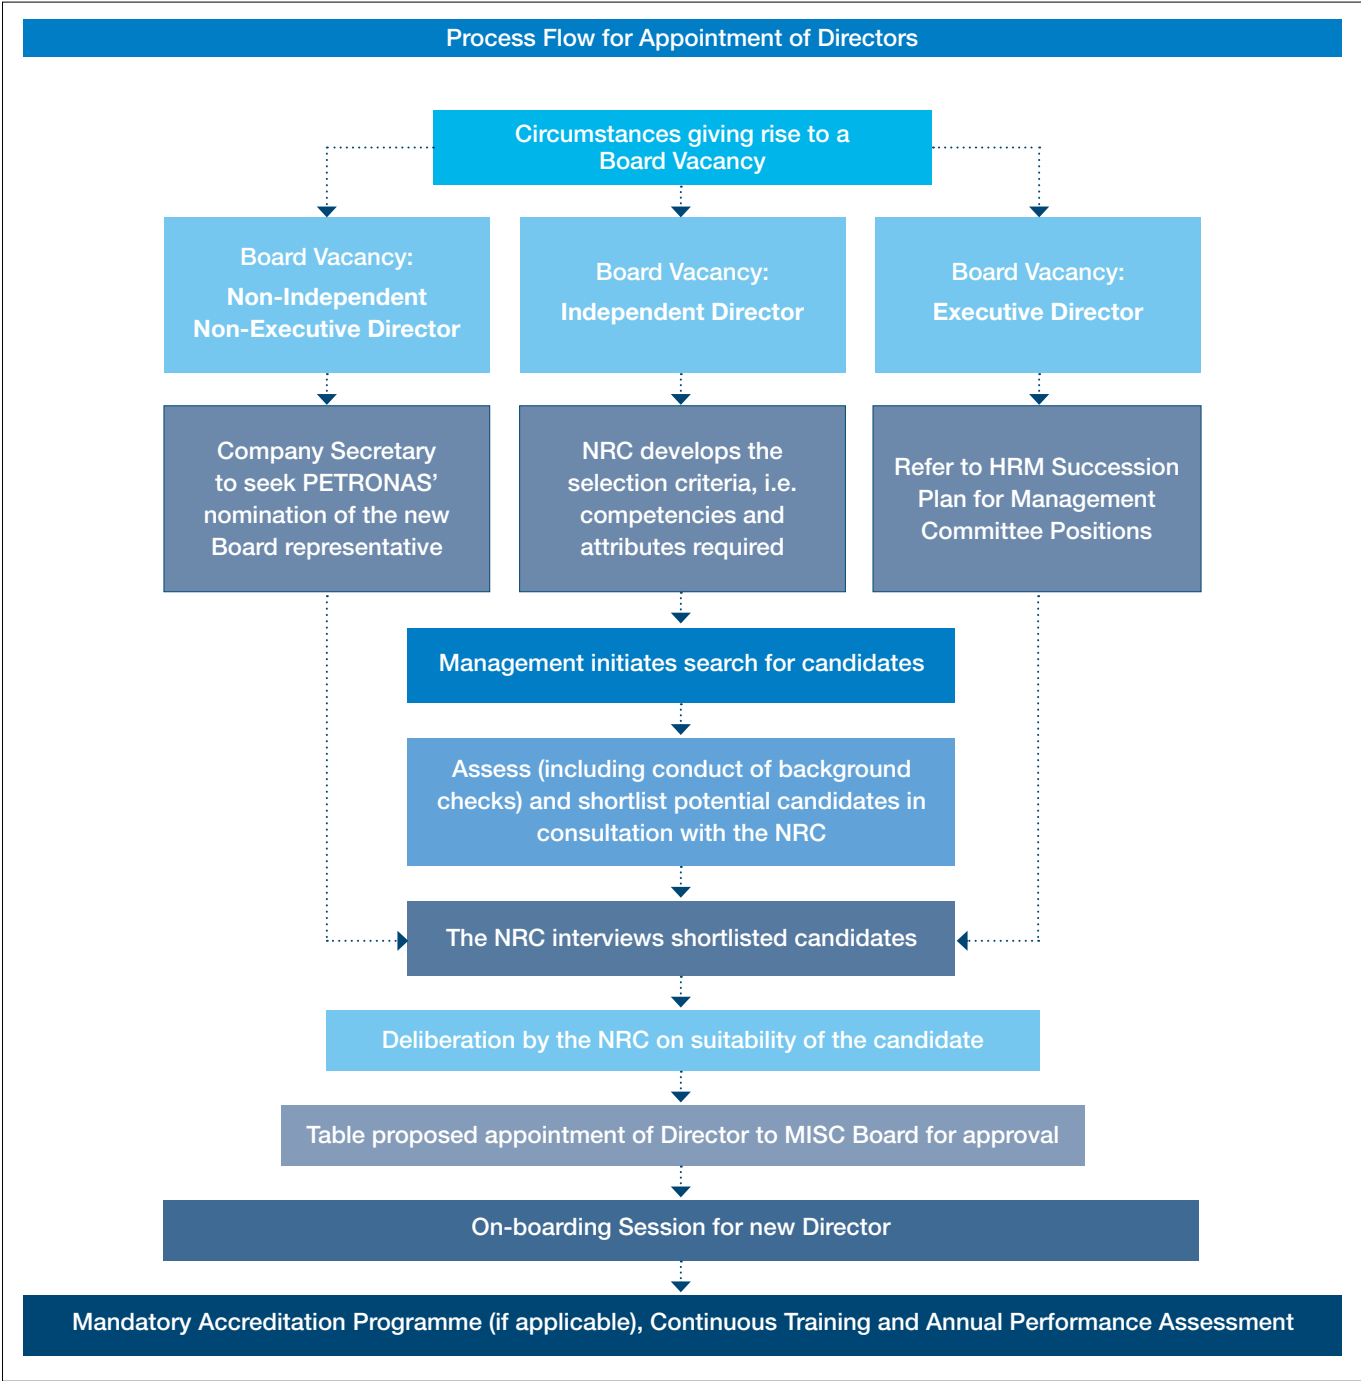 Process Flow for Appointment of Directors
Circumstances giving rise to a
Board Vacancy
Board Vacancy:
Non-Independent
Non-Executive Director
Board Vacancy:
Independent Director
Board Vacancy:
Executive Director
Company Secretary
to seek PETRONAS’
nomination of the new
Board representative
NRC develops the
selection criteria, i.e.
competencies and
attributes required
Refer to HRM Succession
Plan for Management
Committee Positions
Management initiates search for candidates
Assess (including conduct of background
checks) and shortlist potential candidates in
consultation with the NRC
The NRC interviews shortlisted candidates
Deliberation by the NRC on suitability of the candidate
Table proposed appointment of Director to MISC Board for approval
On-boarding Session for new Director
Mandatory Accreditation Programme (if applicable), Continuous Training and Annual Performance Assessment